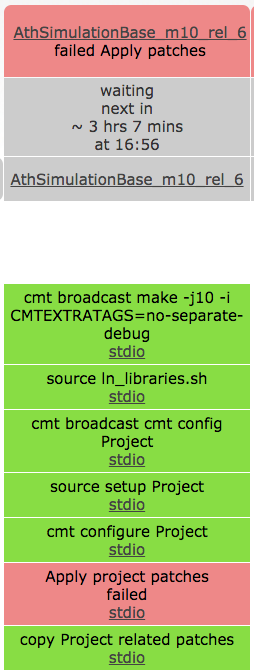 AthSimulationBase_m10_rel_6
failed Apply patches
waiting
next in
~ 3 hrs 7 mins
at 16:56
AthSimulationBase_m10_rel_6
cmt broadcast make -j10 -i
CMTEXTRATAGS=no-separate-
debug
stdio
source ln_libraries.sh
stdio
cmt broadcast cmt config
Project
stdio
source setup Project
stdio
cmt configure Project
stdio
Apply project patches
failed
stdio
copy Project related patches
stdio